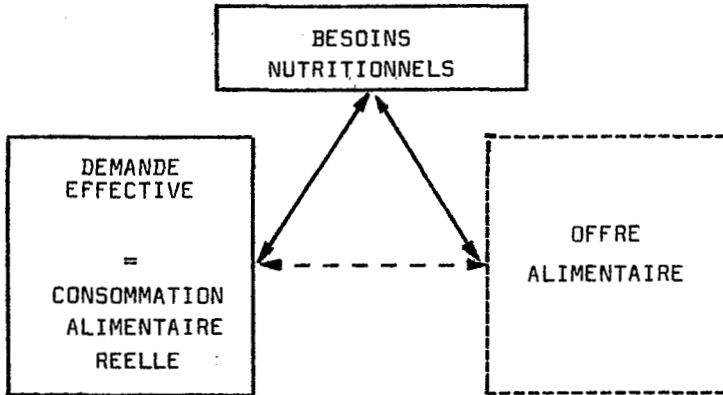 BESOINS
NUTRITIONNELS
DEMANDE
EFFECTIVE
=
CONSOMMATION
ALIMENTAIRE
REELLE
OFFRE
ALIMENTAIRE